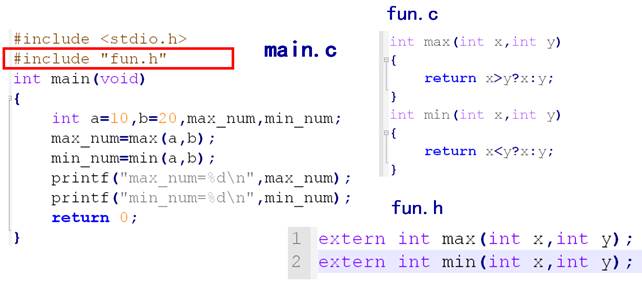 main.c
#include <stdio.h>
#include "fun.h"
int main(void)
{
    int a=10,b=20,max_num,min_num;
    max_num=max(a,b);
    min_num=min(a,b);
    printf("max_num=%d\n",max_num);
    printf("min_num=%d\n",min_num);
    return 0;
}
fun.c
int max(int x,int y)
{
    return x>y?x:y;
}
int min(int x,int y)
{
    return x<y?x:y;
}
fun.h
1 extern int max(int x,int y);
2 extern int min(int x,int y);